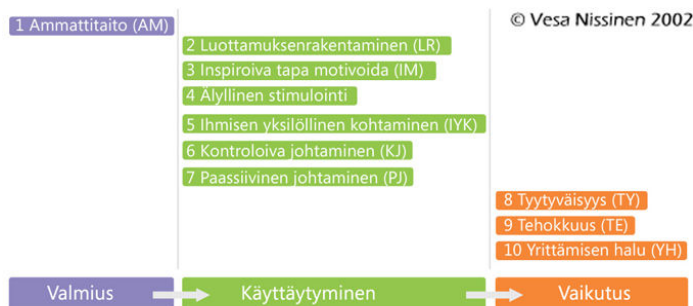 © Vesa Nissinen 2002
1 Ammattitaito (AM)
2 Luottamuksenrakentaminen (LR)
3 Inspiroiva tapa motivoida (IM)
4 Älyllinen stimulointi
5 Ihmisen yksilöllinen kohtaminen (IYK)
6 Kontroloiva johtaminen (KJ)
7 Paassiivinen johtaminen (PJ)
8 Tyytyväisyys (TY)
9 Tehokkuus (TE)
10 Yrittämisen halu (YH)
Valmius Käyttäytyminen Vaikutus